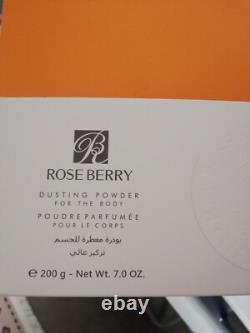 ROSE BERRY
DUSTING POWDER
FOR THE BODY
POUDRE PARFUMÉE
POUR LE CORPS
بودرة معطرة للجسم
تركيز عالي
℮ 200 g - Net Wt. 7.0 OZ.